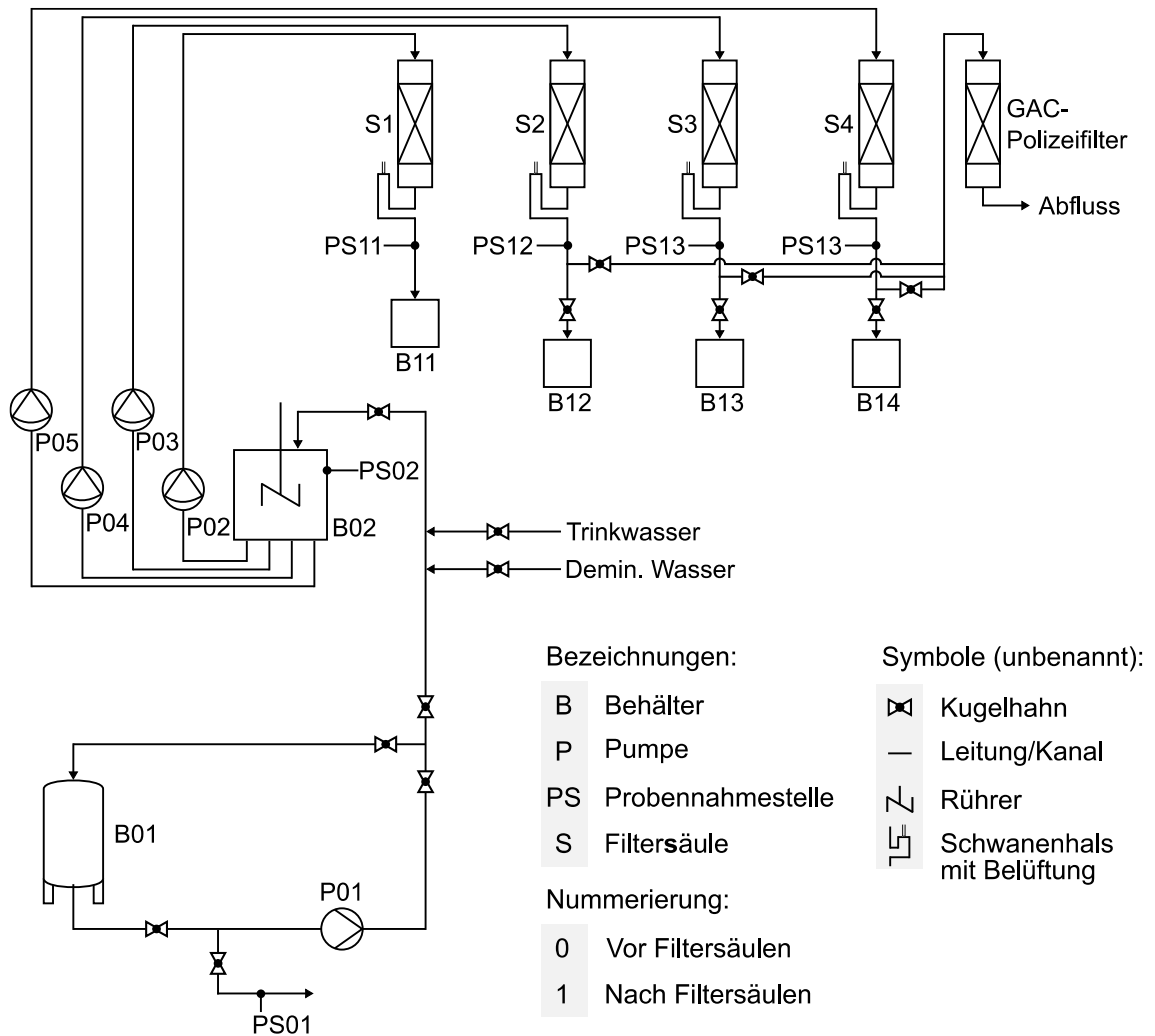 S1
S2
S3
S4
GAC-
Polizeifilter
Abfluss
PS11
PS12
PS13
PS13
B11
B12
B13
B14
P05
P03
P04
P02
B02
PS02
Trinkwasser
Demin. Wasser
B01
P01
PS01
Bezeichnungen:
B Behälter
P Pumpe
PS Probennahmestelle
S Filtersäule
Nummerierung:
0 Vor Filtersäulen
1 Nach Filtersäulen
Symbole (unbenannt):
Kugelhahn
Leitung/Kanal
Rührer
Schwanenhals
mit Belüftung